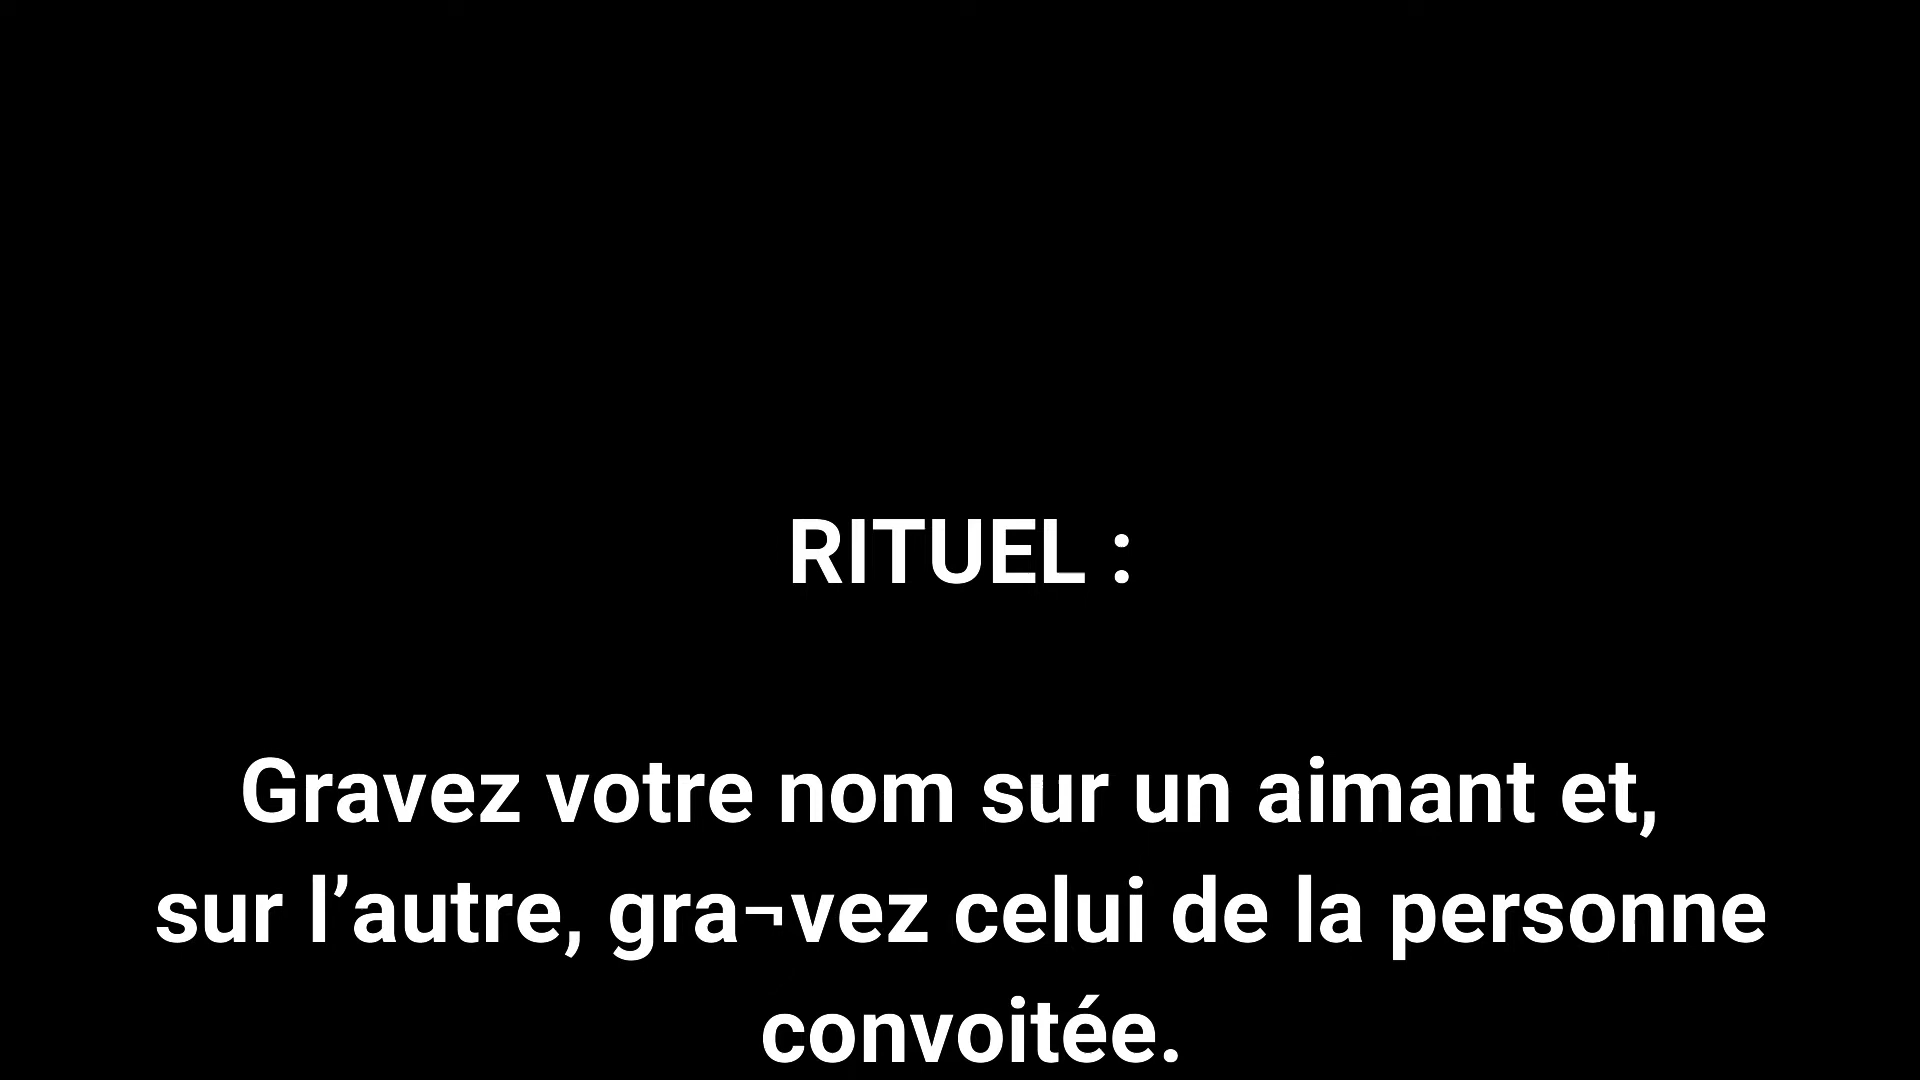 RITUEL :
Gravez votre nom sur un aimant et,
sur l’autre, gra¬vez celui de la personne
convoitée.